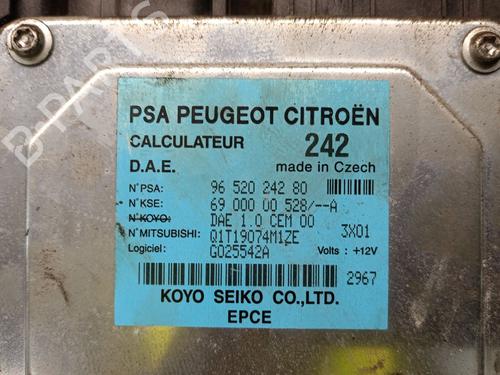 PSA PEUGEOT CITROËN
CALCULATEUR 242
D.A.E. made in Czech
N°PSA: 96 520 242 80
N°KSE: 69 000 00 528/--A
N°KOYO: DAE 1.0 CEM 00
N°MITSUBISHI: Q1T19074M1ZE 3X01
Logiciel: G025542A Volts : +12V
2967
KOYO SEIKO CO.,LTD.
EPCE
B-PARTS